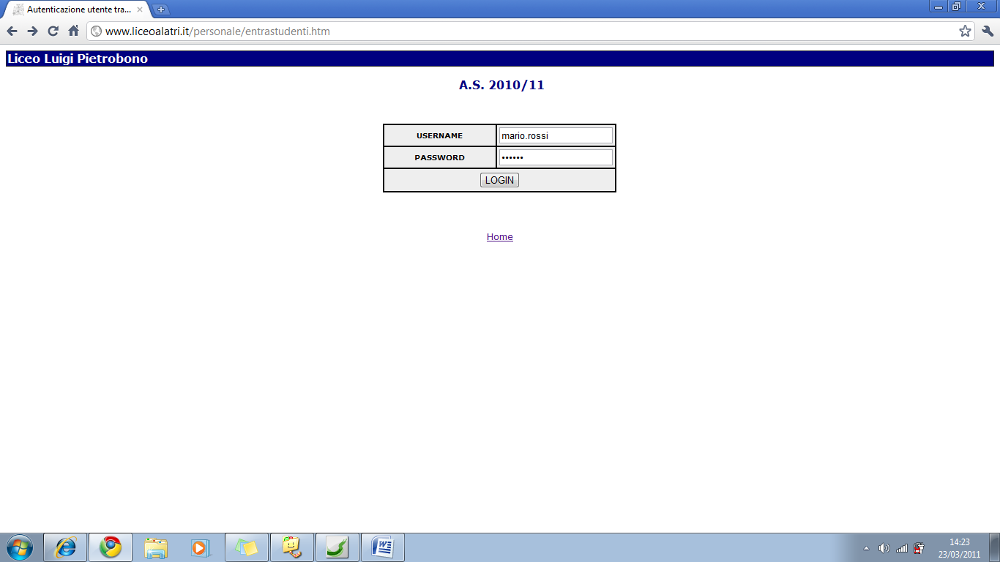 Autenticazione utente tra...
www.liceoalatri.it/personale/entrastudenti.htm
Liceo Luigi Pietrobono
A.S. 2010/11
USERNAME mario.rossi
PASSWORD ••••••
LOGIN
Home
14:23
23/03/2011